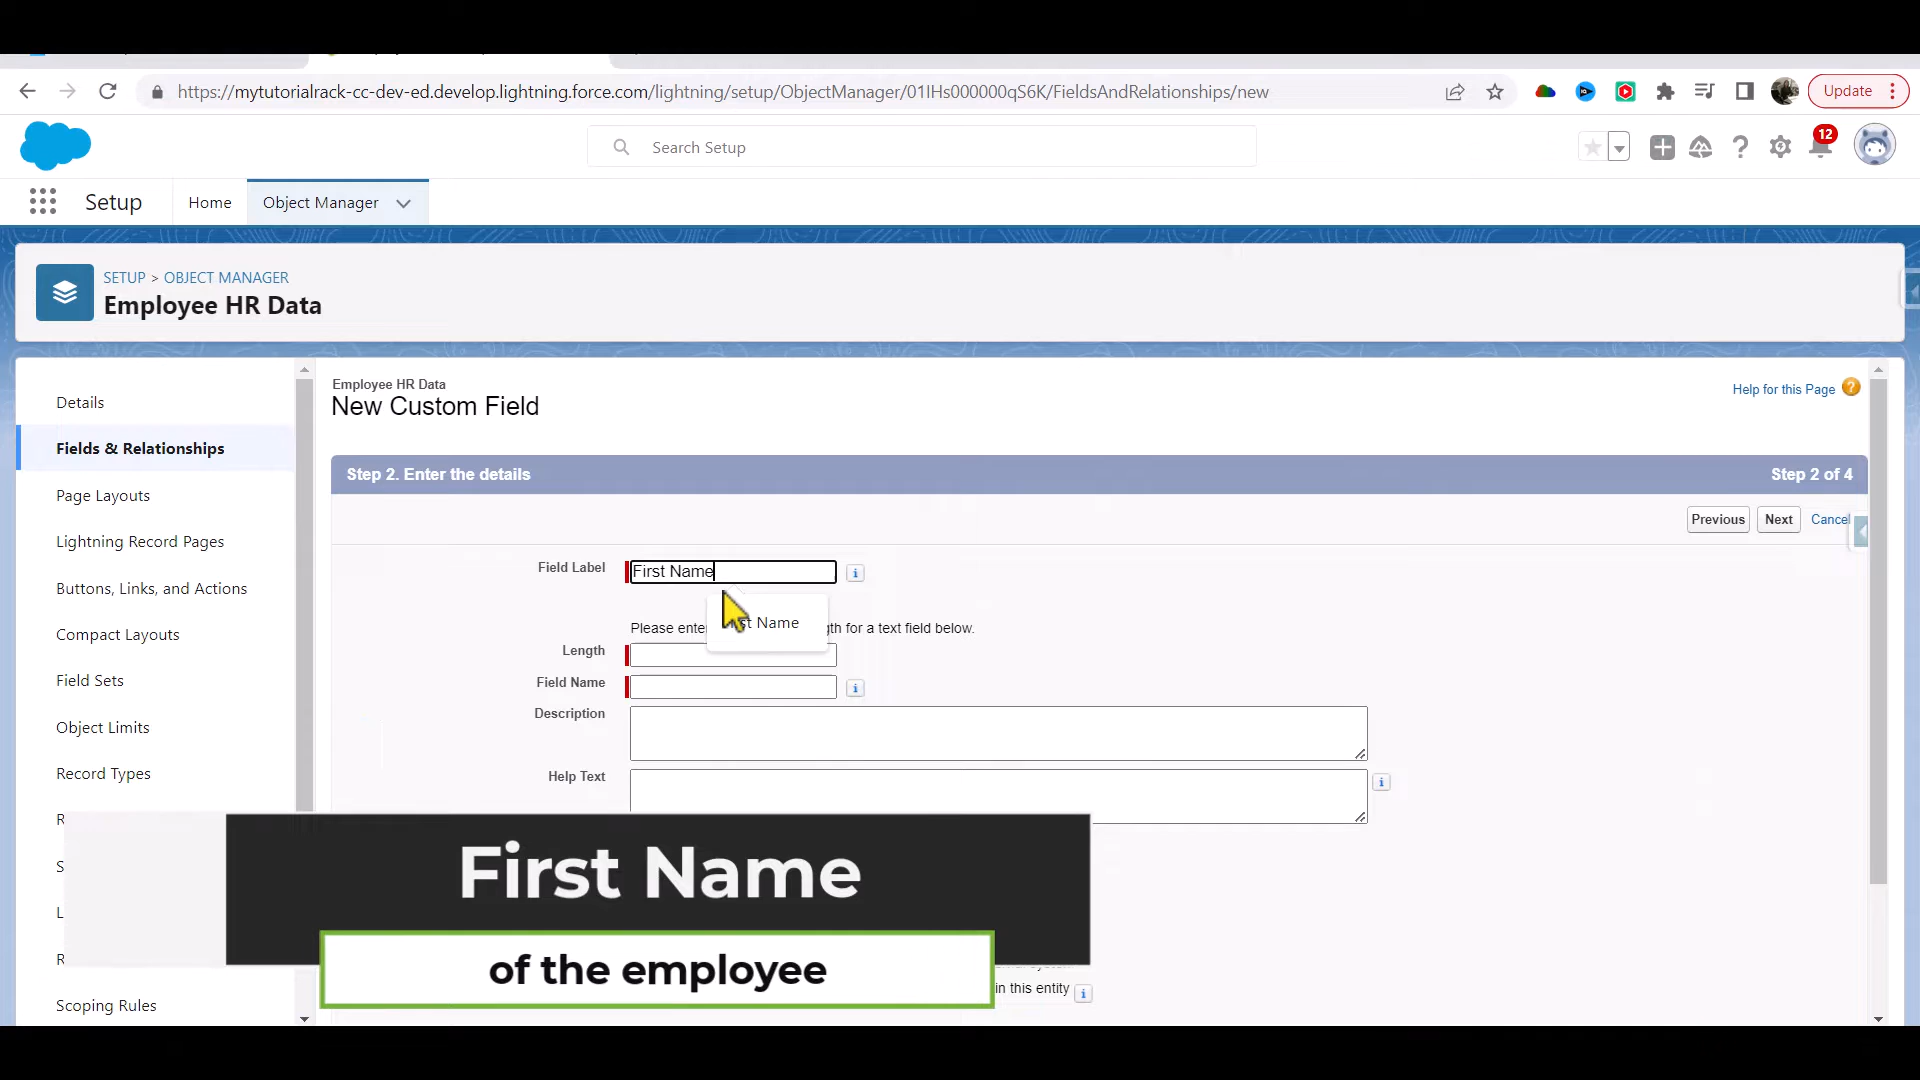 https://mytutorialrack-cc-dev-ed.develop.lightning.force.com/lightning/setup/ObjectManager/01IHs000000qS6K/FieldsAndRelationships/new
Update
Search Setup
12
Setup
Home
Object Manager
SETUP > OBJECT MANAGER
Employee HR Data
Details
Fields & Relationships
Page Layouts
Lightning Record Pages
Buttons, Links, and Actions
Compact Layouts
Field Sets
Object Limits
Record Types
R
S
L
R
Scoping Rules
Employee HR Data
New Custom Field
Help for this Page
Step 2. Enter the details
Step 2 of 4
Previous
Next
Cancel
Field Label
First Name
Name
Please enter
for a text field below.
Length
Field Name
Description
Help Text
in this entity
First Name
of the employee